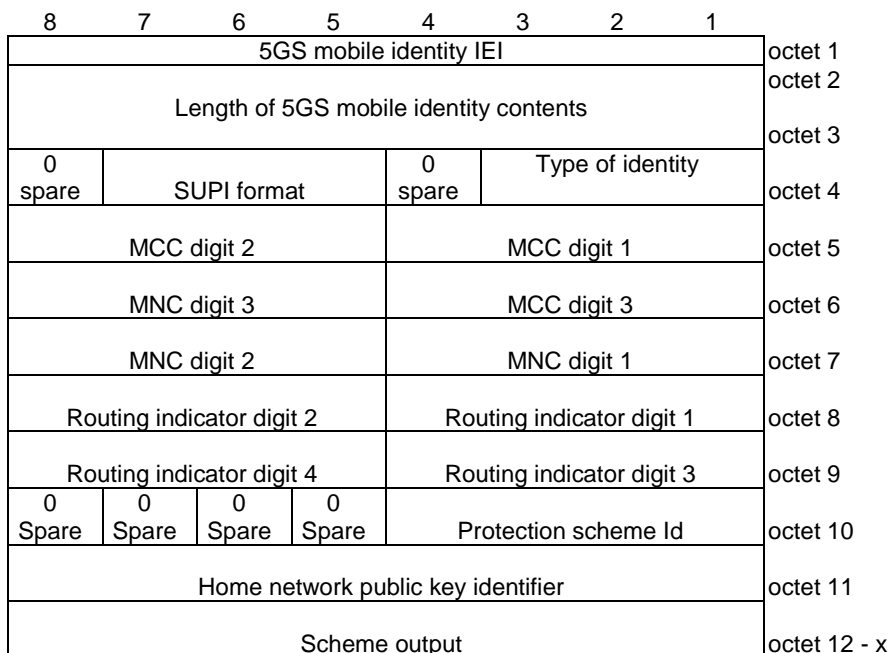 8 7 6 5 4 3 2 1
5GS mobile identity IEI octet 1
octet 2
Length of 5GS mobile identity contents
octet 3
0 0 Type of identity
spare SUPI format spare octet 4
MCC digit 2 MCC digit 1 octet 5
MNC digit 3 MCC digit 3 octet 6
MNC digit 2 MNC digit 1 octet 7
Routing indicator digit 2 Routing indicator digit 1 octet 8
Routing indicator digit 4 Routing indicator digit 3 octet 9
0 0 0 0
Spare Spare Spare Spare Protection scheme Id octet 10
Home network public key identifier octet 11
Scheme output octet 12 - x